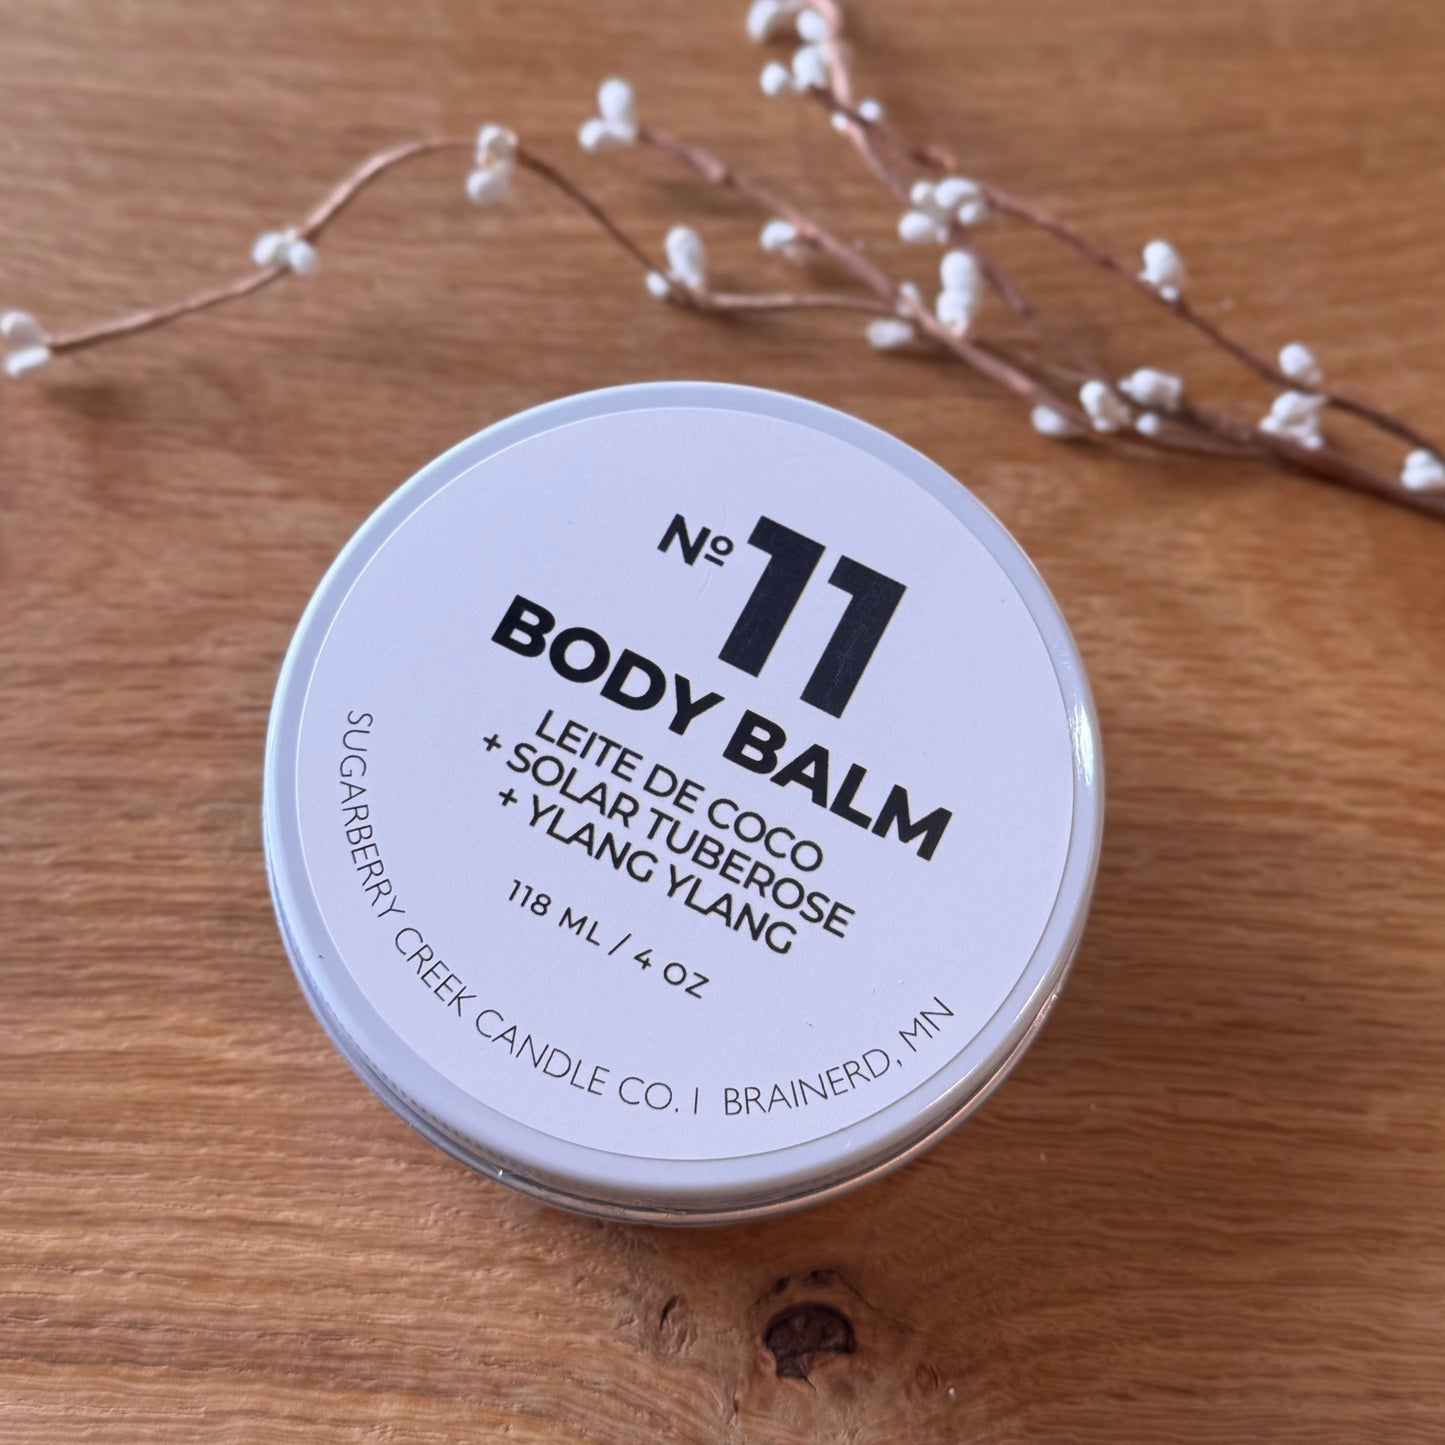 Nº 11
BODY BALM
LEITE DE COCO
+ SOLAR TUBEROSE
+ YLANG YLANG
118 ML / 4 OZ
SUGARBERRY CREEK CANDLE CO. | BRAINERD, MN